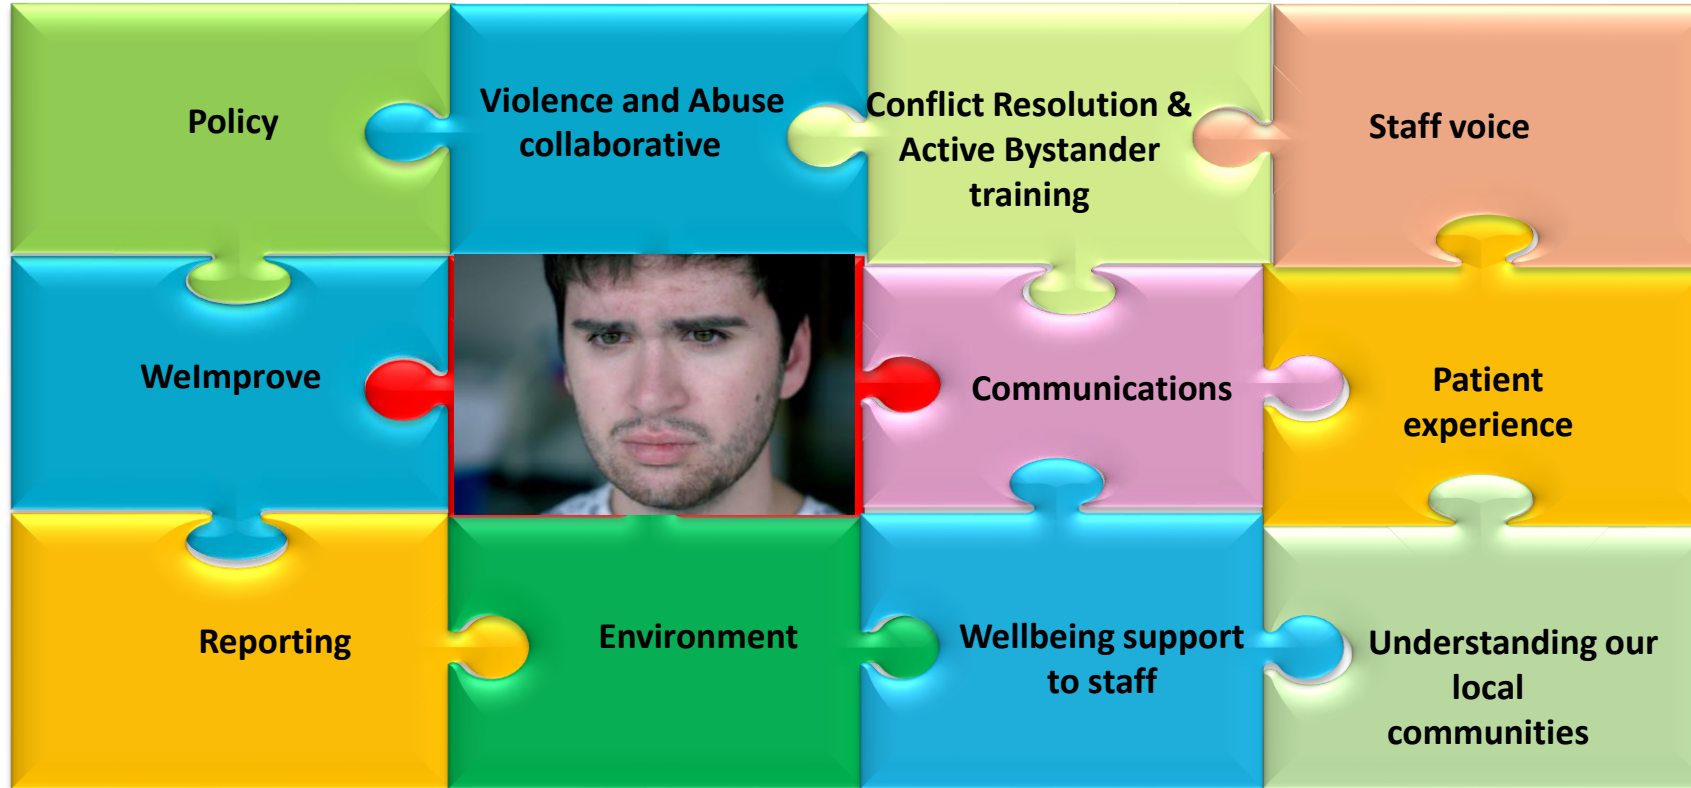 Policy
Violence and Abuse
collaborative
Conflict Resolution &
Active Bystander
training
Staff voice
WeImprove
Communications
Patient
experience
Reporting
Environment
Wellbeing support
to staff
Understanding our
local
communities